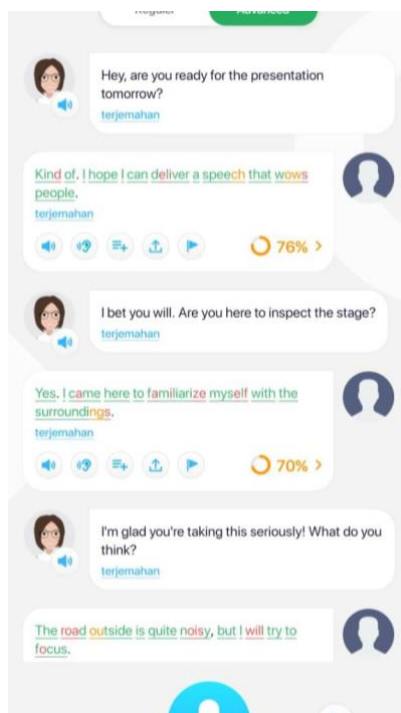 Regular Advanced
Hey, are you ready for the presentation
tomorrow?
terjemahan
Kind of. I hope I can deliver a speech that wows
people.
terjemahan
76% >
I bet you will. Are you here to inspect the stage?
terjemahan
Yes. I came here to familiarize myself with the
surroundings.
terjemahan
70% >
I'm glad you're taking this seriously! What do you
think?
terjemahan
The road outside is quite noisy, but I will try to
focus.